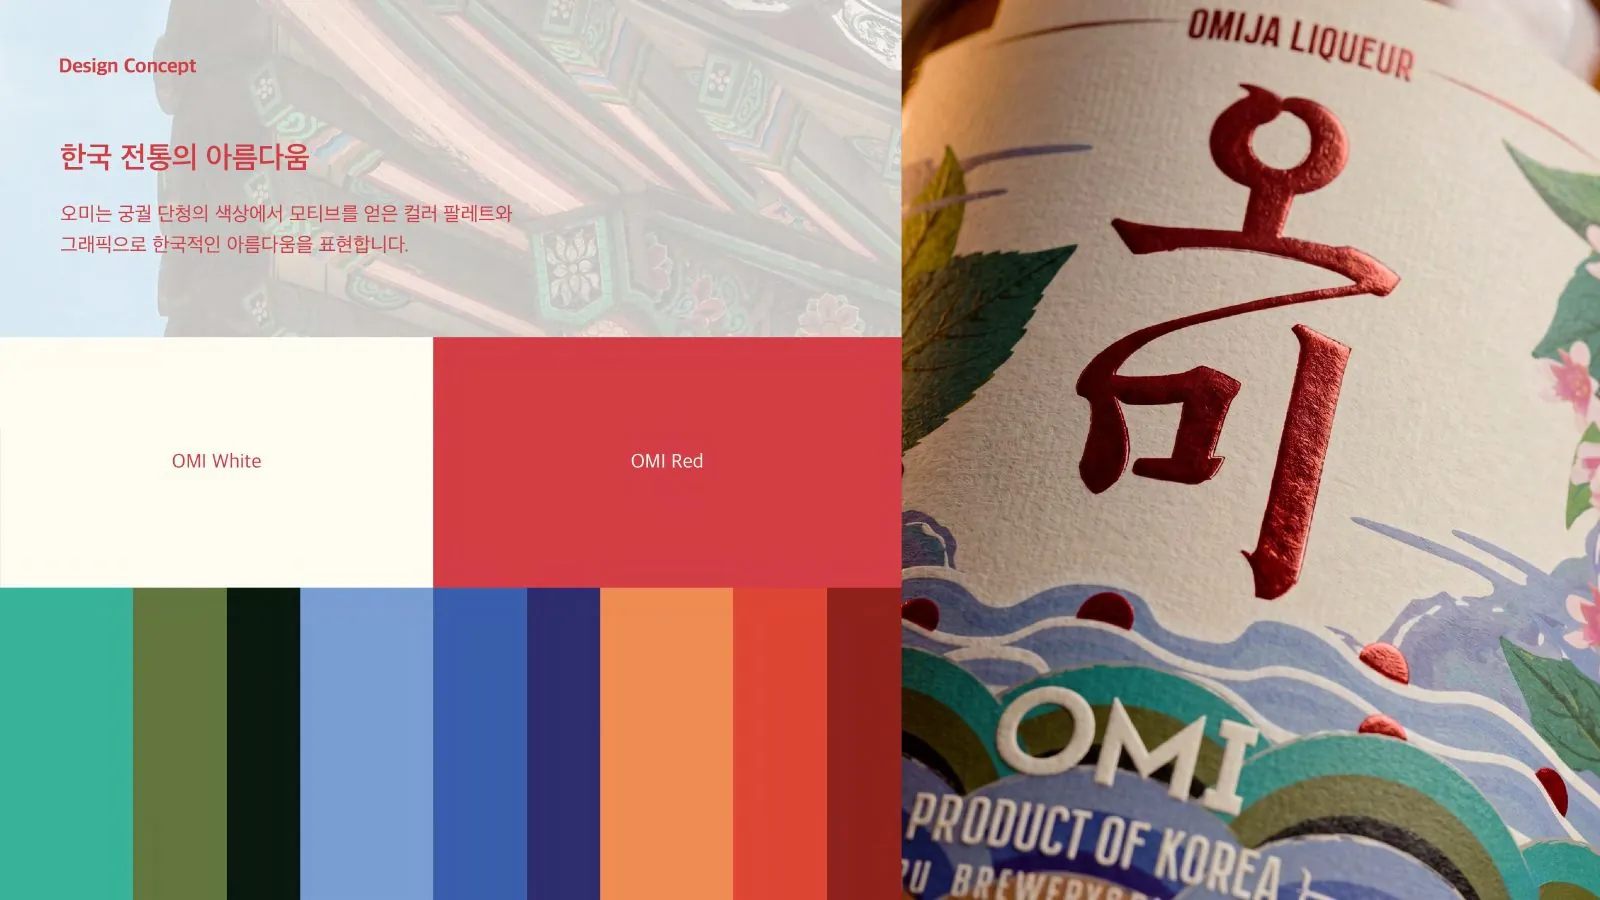 Design Concept
한국 전통의 아름다움
오미는 궁궐 단청의 색상에서 모티브를 얻은 컬러 팔레트와
그래픽으로 한국적인 아름다움을 표현합니다.
OMI White
OMI Red
OMIJA LIQUEUR
오미
OMI
PRODUCT OF KOREA